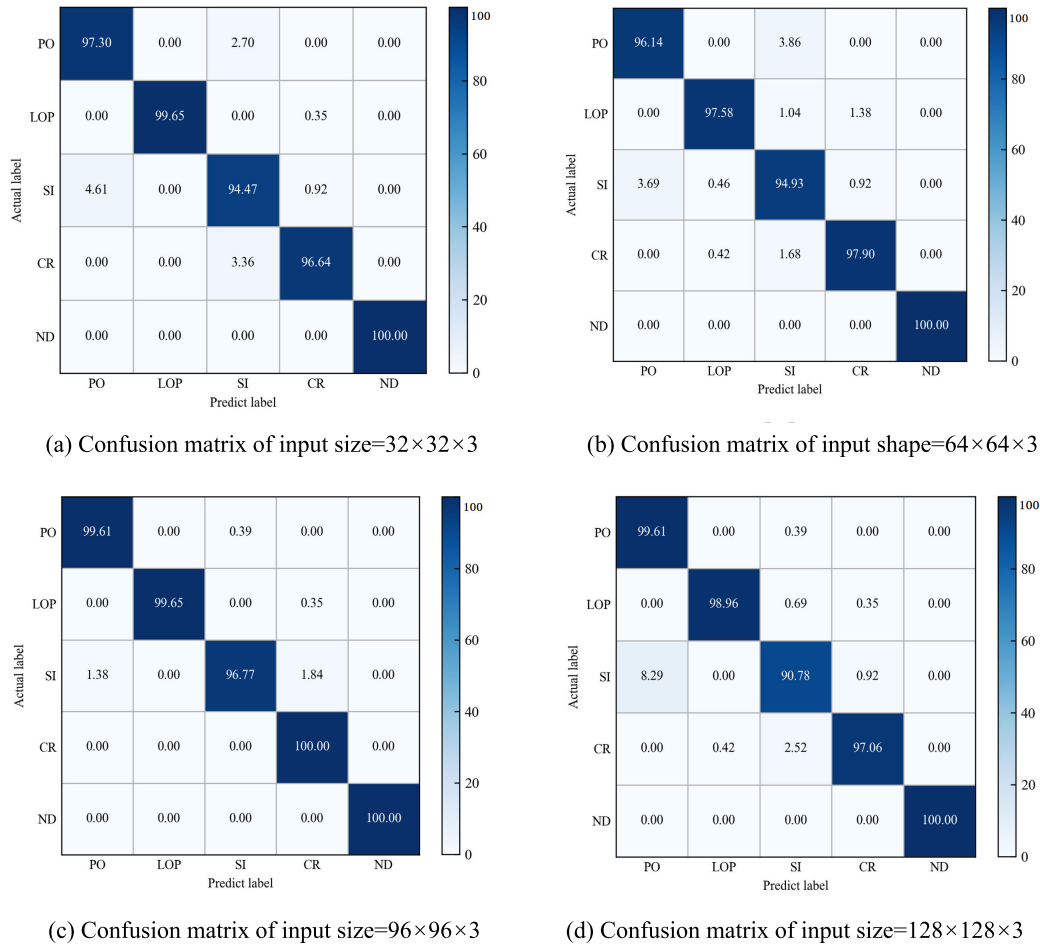 PO 97.30 0.00 2.70 0.00 0.00
LOP 0.00 99.65 0.00 0.35 0.00
SI 4.61 0.00 94.47 0.92 0.00
CR 0.00 0.00 3.36 96.64 0.00
ND 0.00 0.00 0.00 0.00 100.00
PO LOP SI CR ND
Predict label
Actual label
100
80
60
40
20
0
(a) Confusion matrix of input size=32×32×3
PO 96.14 0.00 3.86 0.00 0.00
LOP 0.00 97.58 1.04 1.38 0.00
SI 3.69 0.46 94.93 0.92 0.00
CR 0.00 0.42 1.68 97.90 0.00
ND 0.00 0.00 0.00 0.00 100.00
PO LOP SI CR ND
Predict label
Actual label
100
80
60
40
20
0
(b) Confusion matrix of input shape=64×64×3
PO 99.61 0.00 0.39 0.00 0.00
LOP 0.00 99.65 0.00 0.35 0.00
SI 1.38 0.00 96.77 1.84 0.00
CR 0.00 0.00 0.00 100.00 0.00
ND 0.00 0.00 0.00 0.00 100.00
PO LOP SI CR ND
Predict label
Actual label
100
80
60
40
20
0
(c) Confusion matrix of input size=96×96×3
PO 99.61 0.00 0.39 0.00 0.00
LOP 0.00 98.96 0.69 0.35 0.00
SI 8.29 0.00 90.78 0.92 0.00
CR 0.00 0.42 2.52 97.06 0.00
ND 0.00 0.00 0.00 0.00 100.00
PO LOP SI CR ND
Predict label
Actual label
100
80
60
40
20
0
(d) Confusion matrix of input size=128×128×3